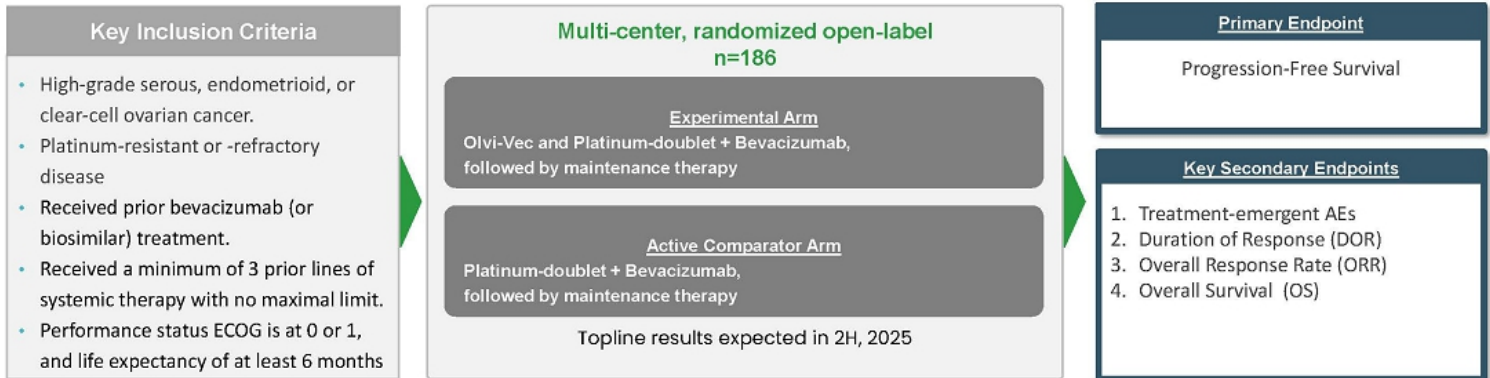 Key Inclusion Criteria
• High-grade serous, endometrioid, or
clear-cell ovarian cancer.
• Platinum-resistant or -refractory
disease
• Received prior bevacizumab (or
biosimilar) treatment.
• Received a minimum of 3 prior lines of
systemic therapy with no maximal limit.
• Performance status ECOG is at 0 or 1,
and life expectancy of at least 6 months
Multi-center, randomized open-label
n=186
Experimental Arm
Olvi-Vec and Platinum-doublet + Bevacizumab,
followed by maintenance therapy
Active Comparator Arm
Platinum-doublet + Bevacizumab,
followed by maintenance therapy
Topline results expected in 2H, 2025
Primary Endpoint
Progression-Free Survival
Key Secondary Endpoints
1. Treatment-emergent AEs
2. Duration of Response (DOR)
3. Overall Response Rate (ORR)
4. Overall Survival (OS)